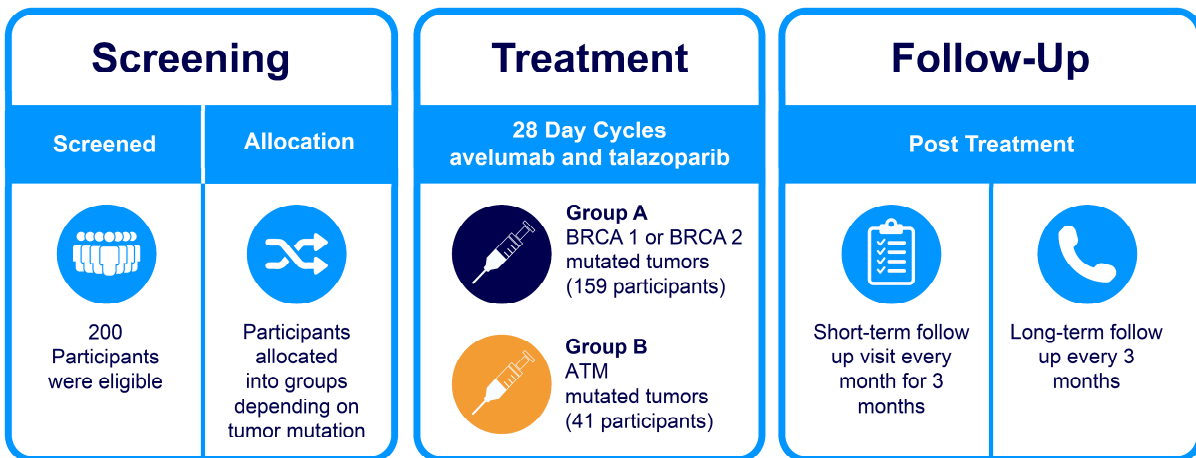 Screening
Screened
Allocation
200
Participants
were eligible
Participants
allocated
into groups
depending on
tumor mutation
Treatment
28 Day Cycles
avelumab and talazoparib
Group A
BRCA 1 or BRCA 2
mutated tumors
(159 participants)
Group B
ATM
mutated tumors
(41 participants)
Follow-Up
Post Treatment
Short-term follow
up visit every
month for 3
months
Long-term follow
up every 3
months